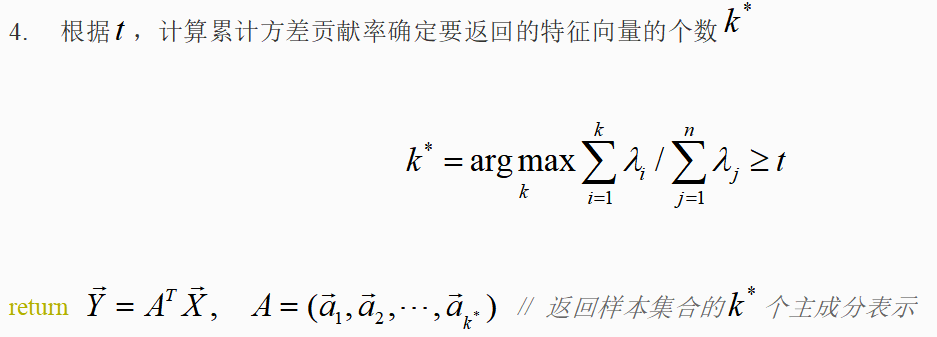 4. 根据 t ，计算累计方差贡献率确定要返回的特征向量的个数 k*
k* = arg max_k ∑_{i=1}^{k} λ_i / ∑_{j=1}^{n} λ_j ≥ t
return Y⃗ = A^T X⃗, A = (a⃗_1, a⃗_2, ⋯, a⃗_{k*}) // 返回样本集合的 k* 个主成分表示